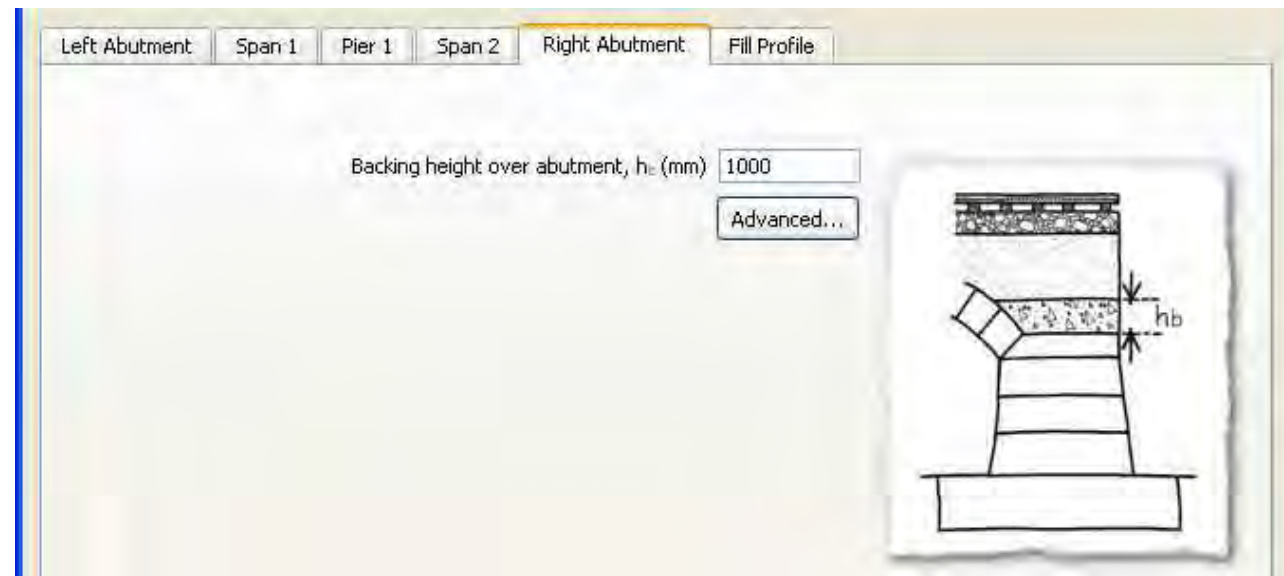 Left Abutment Span 1 Pier 1 Span 2 Right Abutment Fill Profile
Backing height over abutment, hb (mm) 1000
Advanced...
hb